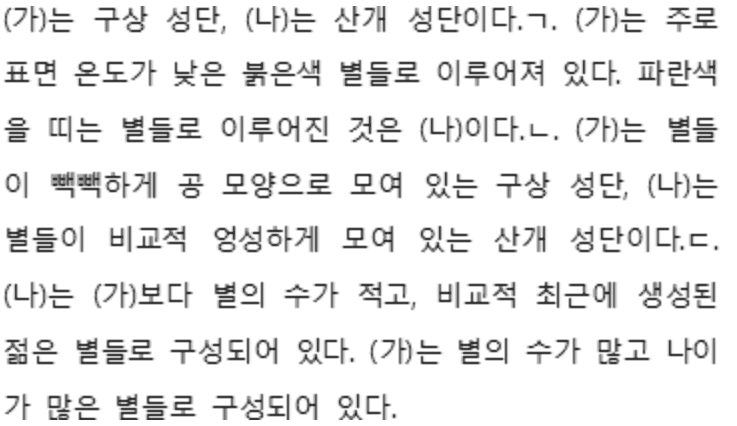 (가)는 구상 성단, (나)는 산개 성단이다.ㄱ. (가)는 주로
표면 온도가 낮은 붉은색 별들로 이루어져 있다. 파란색
을 띠는 별들로 이루어진 것은 (나)이다.ㄴ. (가)는 별들
이 빽빽하게 공 모양으로 모여 있는 구상 성단, (나)는
별들이 비교적 엉성하게 모여 있는 산개 성단이다.ㄷ.
(나)는 (가)보다 별의 수가 적고, 비교적 최근에 생성된
젊은 별들로 구성되어 있다. (가)는 별의 수가 많고 나이
가 많은 별들로 구성되어 있다.